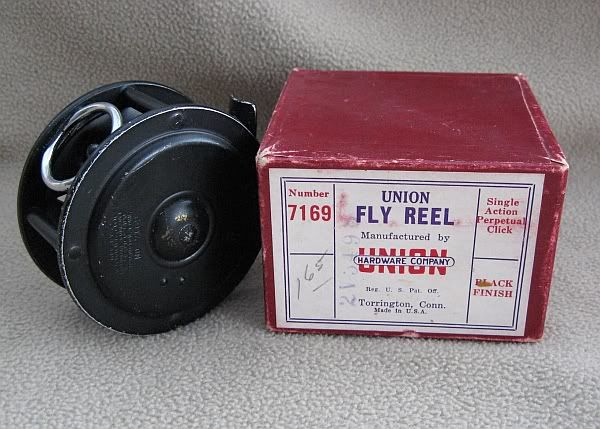 Number
7169
UNION
FLY REEL
Manufactured by
UNION
HARDWARE COMPANY
Reg. U. S. Pat. Off.
Torrington, Conn.
Made In U.S.A.
Single
Action
Perpetual
Click
BLACK
FINISH
165